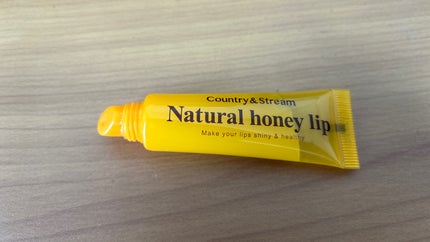 Country&Stream
Natural honey lip
Make your lips shiny & healthy